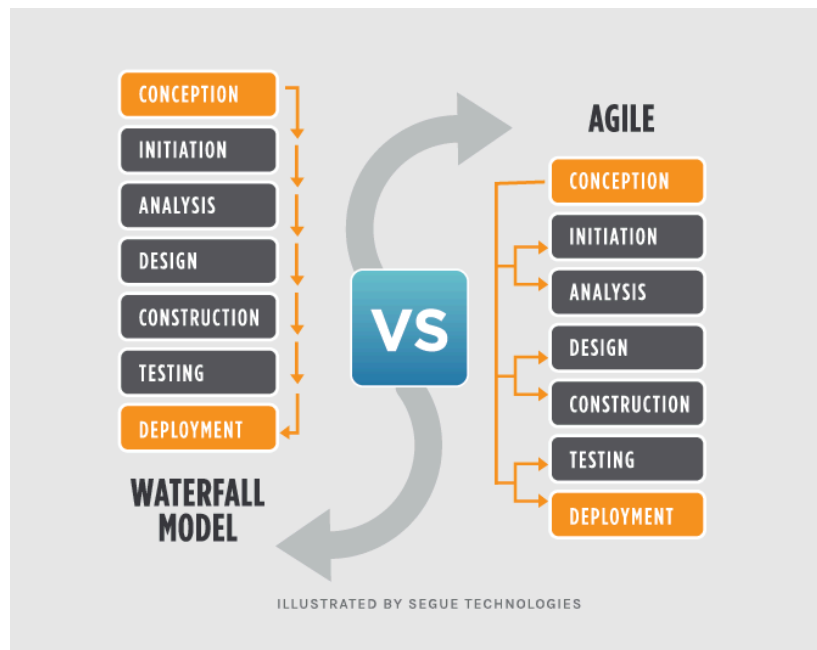 CONCEPTION
INITIATION
ANALYSIS
DESIGN
CONSTRUCTION
TESTING
DEPLOYMENT
WATERFALL
MODEL
VS
AGILE
CONCEPTION
INITIATION
ANALYSIS
DESIGN
CONSTRUCTION
TESTING
DEPLOYMENT
ILLUSTRATED BY SEGUE TECHNOLOGIES